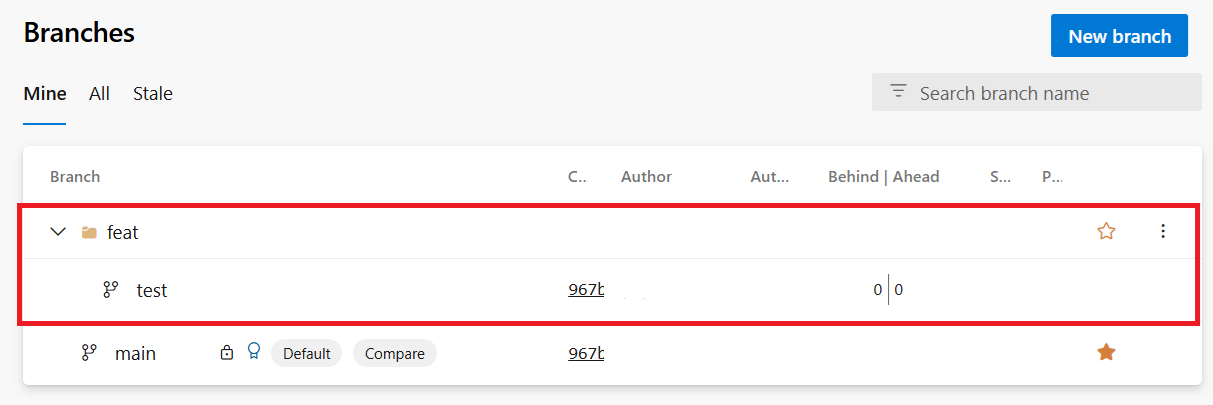 Branches
New branch
Mine All Stale
Search branch name
Branch C.. Author Aut... Behind | Ahead S... P...
feat
test 967b 0 0
main Default Compare 967b